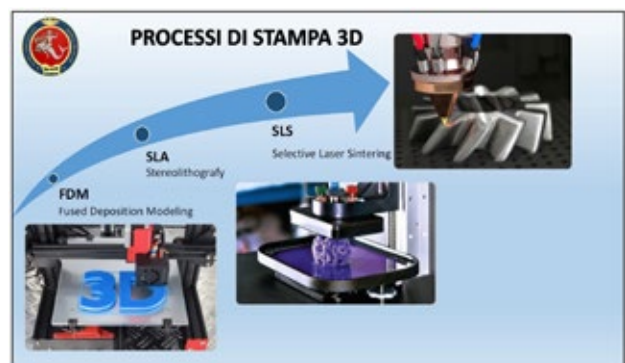 PROCESSI DI STAMPA 3D
SLS
Selective Laser Sintering
SLA
Stereolithografy
FDM
Fused Deposition Modeling
3D